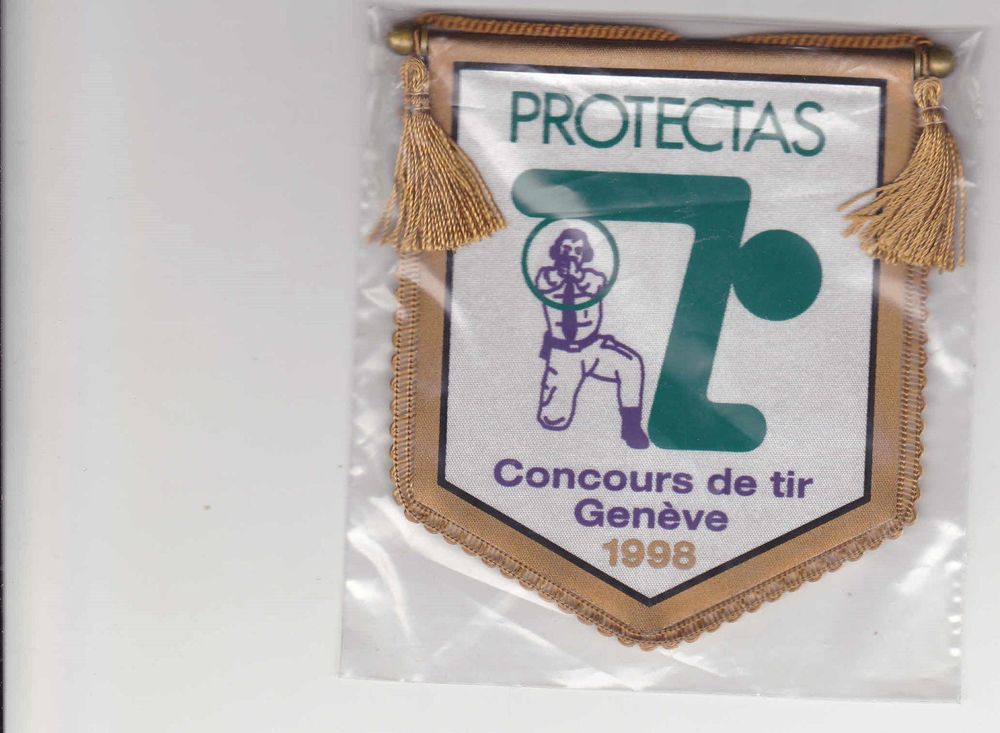 PROTECTAS
Concours de tir
Genève
1998